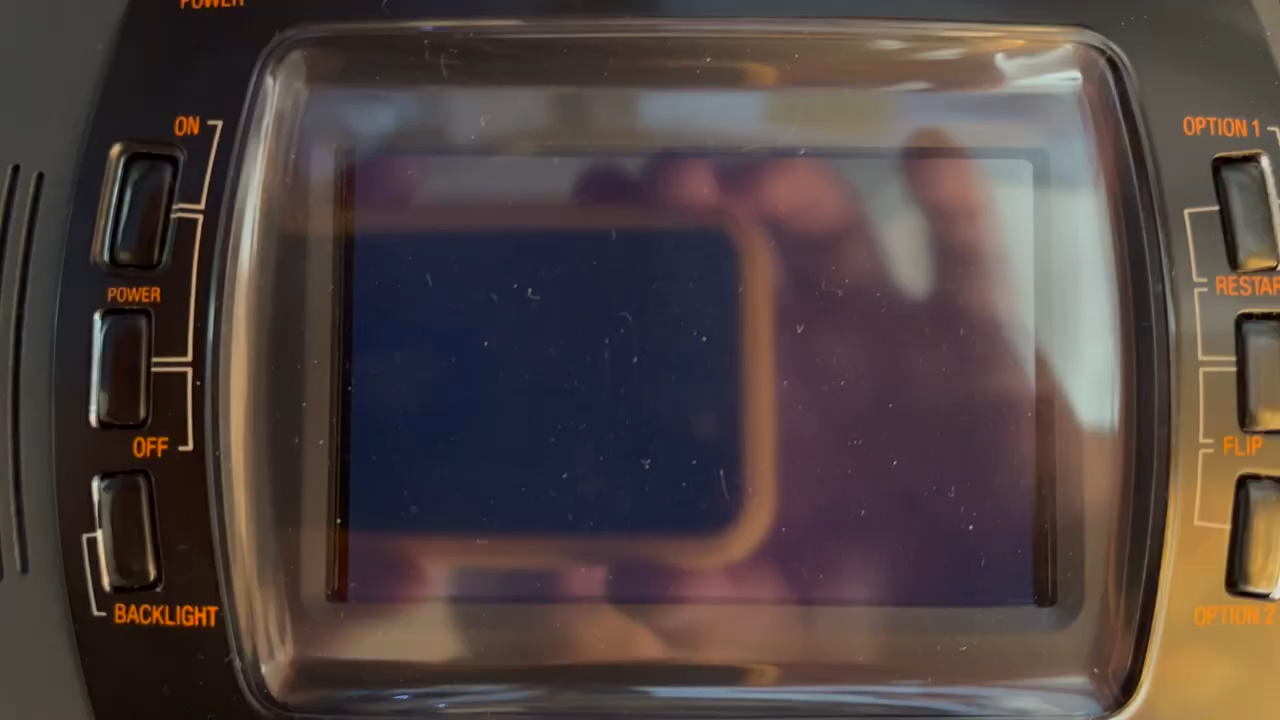 POWER
ON
POWER
OFF
BACKLIGHT
OPTION 1
RESTAR
FLIP
OPTION 2